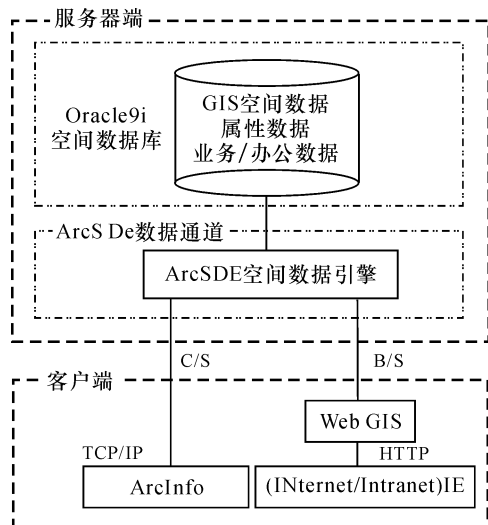 服务器端
Oracle9i
空间数据库
GIS空间数据
属性数据
业务/办公数据
ArcS De数据通道
ArcSDE空间数据引擎
C/S
B/S
客户端
Web GIS
TCP/IP
HTTP
ArcInfo
(INternet/Intranet)IE